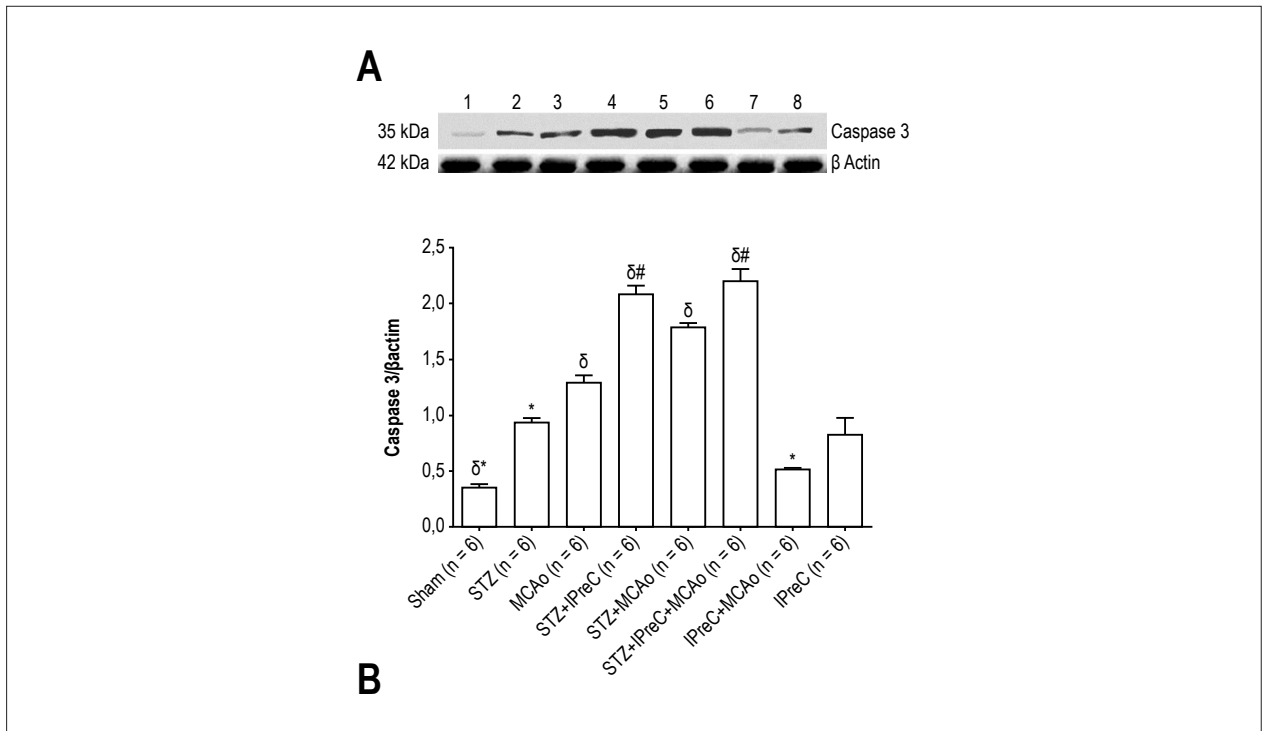 A
1 2 3 4 5 6 7 8
35 kDa Caspase 3
42 kDa β Actin
2,5
2,0
1,5
1,0
0,5
0,0
Caspase 3/βactim
δ*
*
δ
δ#
δ
δ#
*
Sham (n = 6)
STZ (n = 6)
MCAo (n = 6)
STZ+IPreC (n = 6)
STZ+MCAo (n = 6)
STZ+IPreC+MCAo (n = 6)
IPreC+MCAo (n = 6)
IPreC (n = 6)
B